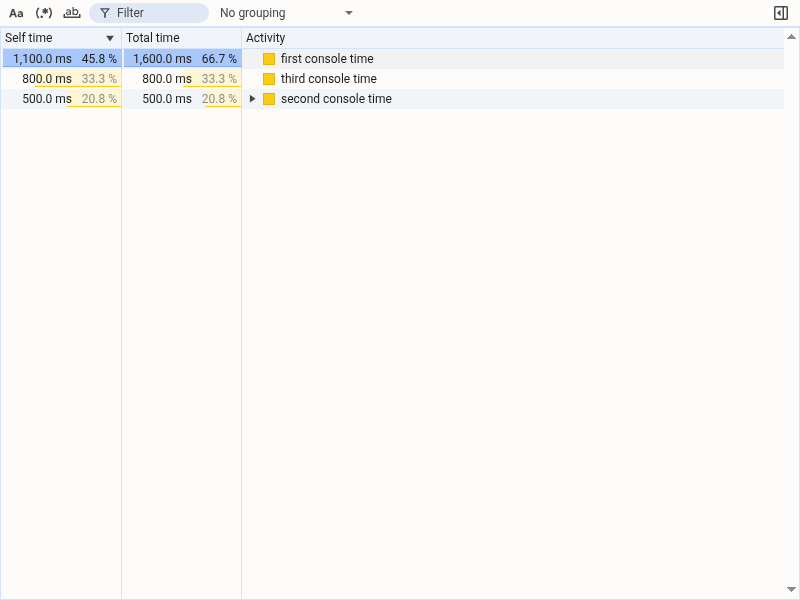 Aa (.*) ab Filter No grouping
Self time Total time Activity
1,100.0 ms 45.8 % 1,600.0 ms 66.7 % first console time
800.0 ms 33.3 % 800.0 ms 33.3 % third console time
500.0 ms 20.8 % 500.0 ms 20.8 % second console time